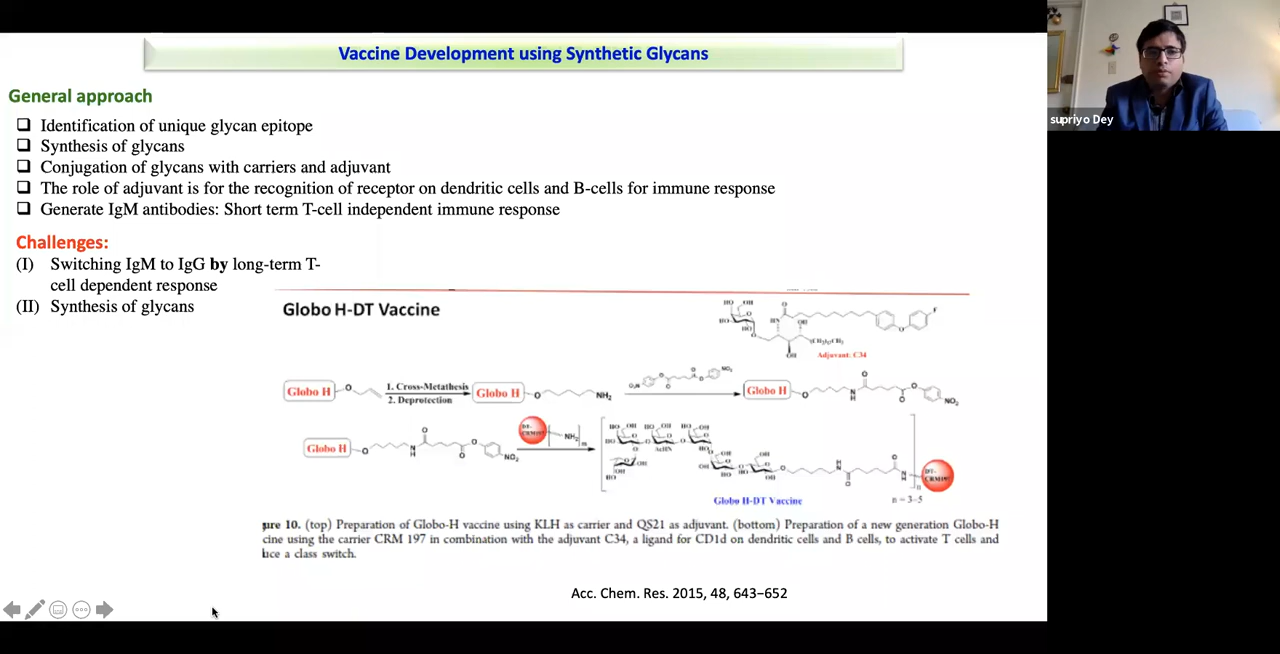 Vaccine Development using Synthetic Glycans
supriyo Dey
General approach
Identification of unique glycan epitope
Synthesis of glycans
Conjugation of glycans with carriers and adjuvant
The role of adjuvant is for the recognition of receptor on dendritic cells and B-cells for immune response
Generate IgM antibodies: Short term T-cell independent immune response
Challenges:
(I) Switching IgM to IgG by long-term T-
cell dependent response
(II) Synthesis of glycans
Globo H-DT Vaccine
Adjuvant: C34
Globo H
1. Cross-Metathesis
2. Deprotection
Globo H
NH2
Globo H
NO2
Globo H
NO2
NH2
Globo H-DT Vaccine
n = 3-5
ure 10. (top) Preparation of Globo-H vaccine using KLH as carrier and QS21 as adjuvant. (bottom) Preparation of a new generation Globo-H
cine using the carrier CRM 197 in combination with the adjuvant C34, a ligand for CD1d on dendritic cells and B cells, to activate T cells and
uce a class switch.
Acc. Chem. Res. 2015, 48, 643−652